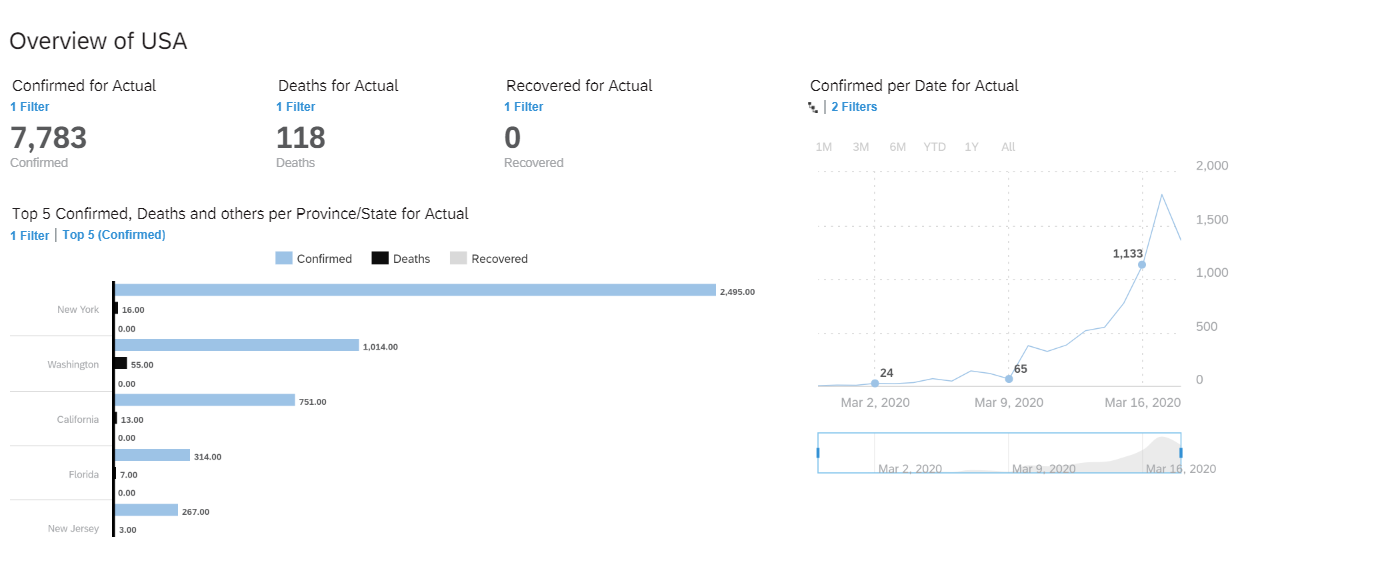 Overview of USA
Confirmed for Actual
1 Filter
7,783
Confirmed
Deaths for Actual
1 Filter
118
Deaths
Recovered for Actual
1 Filter
0
Recovered
Top 5 Confirmed, Deaths and others per Province/State for Actual
1 Filter | Top 5 (Confirmed)
Confirmed Deaths Recovered
2,495.00
New York 16.00
0.00
1,014.00
Washington 55.00
0.00
751.00
California 13.00
0.00
314.00
Florida 7.00
0.00
267.00
New Jersey 3.00
Confirmed per Date for Actual
| 2 Filters
1M 3M 6M YTD 1Y All
2,000
1,500
1,133
1,000
500
65
24
0
Mar 2, 2020 Mar 9, 2020 Mar 16, 2020
Mar 2, 2020 Mar 9, 2020 Mar 16, 2020